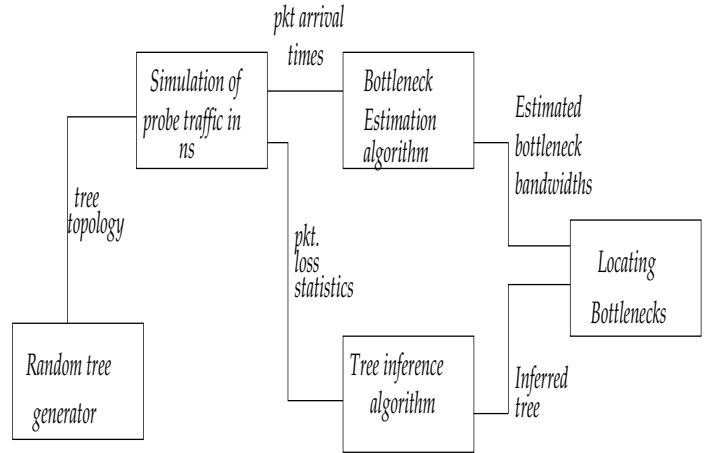 pkt arrival
times
Simulation of
probe traffic in
ns
Bottleneck
Estimation
algorithm
Estimated
bottleneck
bandwidths
tree
topology
pkt.
loss
statistics
Locating
Bottlenecks
Random tree
generator
Tree inference
algorithm
Inferred
tree